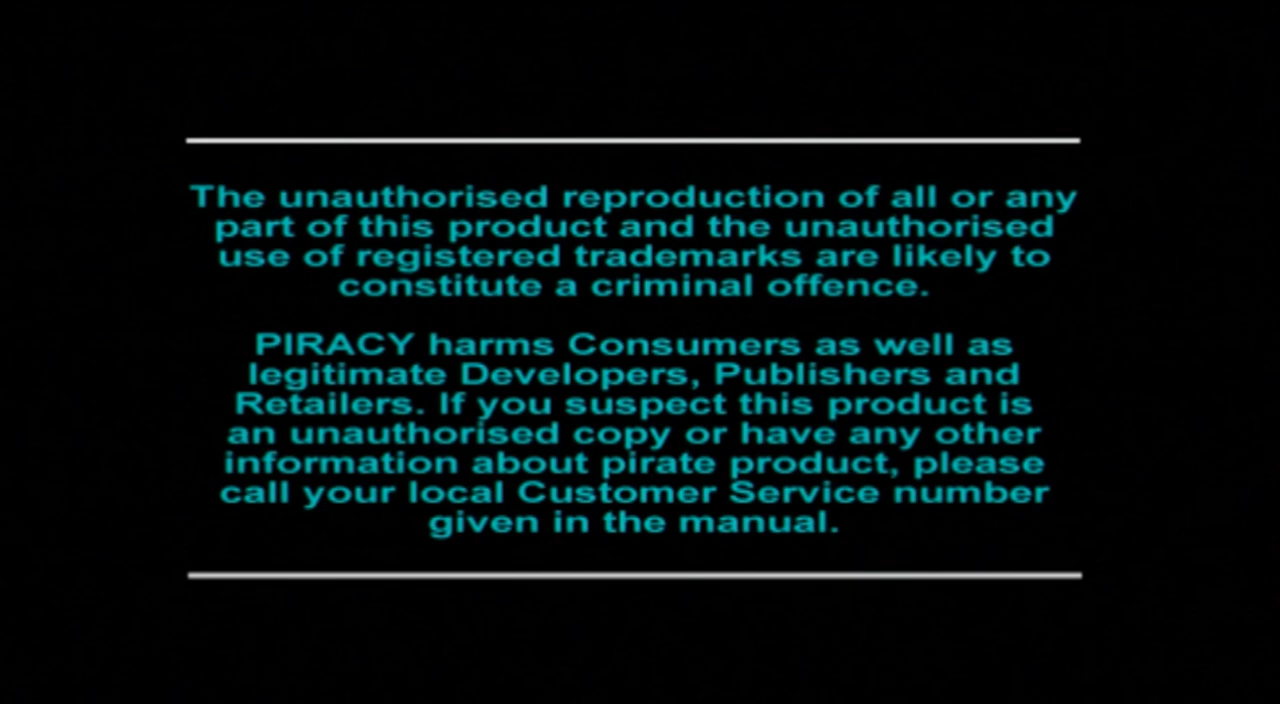 The unauthorised reproduction of all or any
part of this product and the unauthorised
use of registered trademarks are likely to
constitute a criminal offence.
PIRACY harms Consumers as well as
legitimate Developers, Publishers and
Retailers. If you suspect this product is
an unauthorised copy or have any other
information about pirate product, please
call your local Customer Service number
given in the manual.